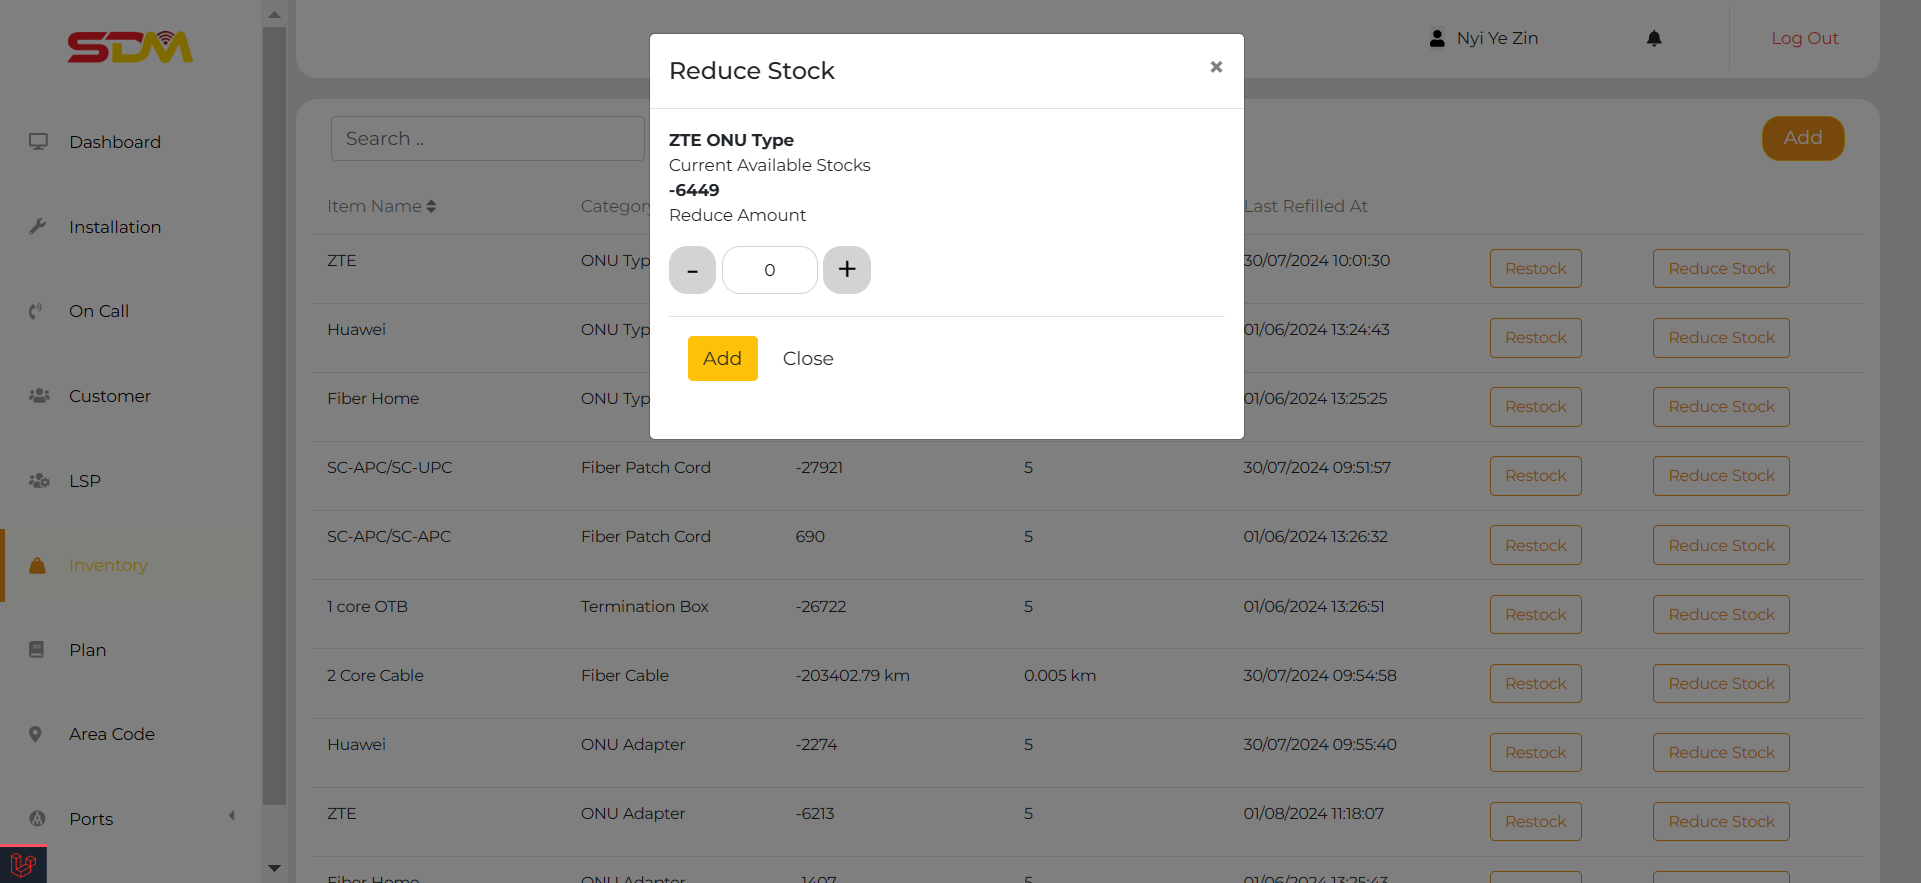 SDM
Dashboard
Installation
On Call
Customer
LSP
Inventory
Plan
Area Code
Ports
Nyi Ye Zin
Log Out
Search ..
Add
Reduce Stock
×
ZTE ONU Type
Current Available Stocks
-6449
Reduce Amount
- 0 +
Add Close
Item Name Category Last Refilled At
ZTE ONU Typ 30/07/2024 10:01:30 Restock Reduce Stock
Huawei ONU Typ 01/06/2024 13:24:43 Restock Reduce Stock
Fiber Home ONU Typ 01/06/2024 13:25:25 Restock Reduce Stock
SC-APC/SC-UPC Fiber Patch Cord -27921 5 30/07/2024 09:51:57 Restock Reduce Stock
SC-APC/SC-APC Fiber Patch Cord 690 5 01/06/2024 13:26:32 Restock Reduce Stock
1 core OTB Termination Box -26722 5 01/06/2024 13:26:51 Restock Reduce Stock
2 Core Cable Fiber Cable -203402.79 km 0.005 km 30/07/2024 09:54:58 Restock Reduce Stock
Huawei ONU Adapter -2274 5 30/07/2024 09:55:40 Restock Reduce Stock
ZTE ONU Adapter -6213 5 01/08/2024 11:18:07 Restock Reduce Stock
Fiber Home ONU Adapter -1407 5 01/06/2024 13:25:43